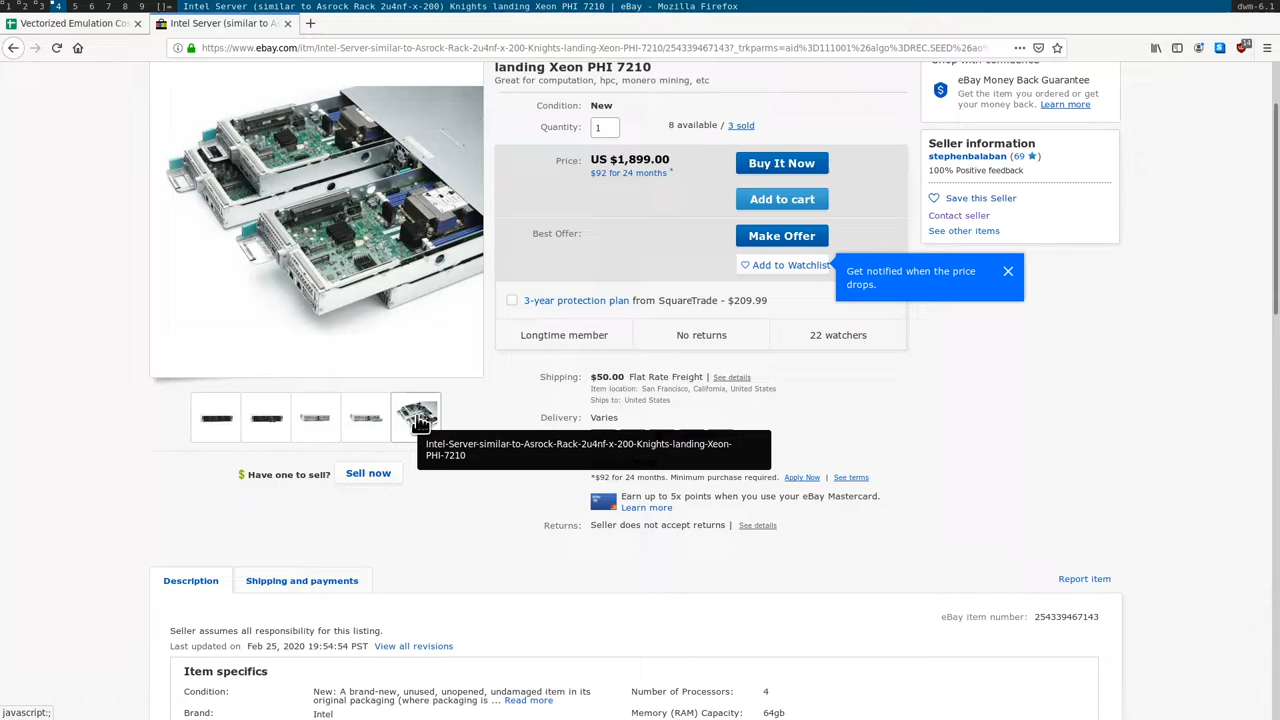 1 2 3 4 5 6 7 8 9 []= Intel Server (similar to Asrock Rack 2u4nf-x-200) Knights landing Xeon PHI 7210 | eBay - Mozilla Firefox dwm-6.1
Vectorized Emulation Cos
Intel Server (similar to A
https://www.ebay.com/itm/Intel-Server-similar-to-Asrock-Rack-2u4nf-x-200-Knights-landing-Xeon-PHI-7210/254339467143?_trkparms=aid%3D111001%26algo%3DREC.SEED%26ao
landing Xeon PHI 7210
Great for computation, hpc, monero mining, etc
Condition: New
Quantity: 1 8 available / 3 sold
Price: US $1,899.00
$92 for 24 months *
Buy It Now
Add to cart
Best Offer:
Make Offer
Add to Watchlist
Get notified when the price
drops.
3-year protection plan from SquareTrade - $209.99
Longtime member No returns 22 watchers
Shipping: $50.00 Flat Rate Freight | See details
Item location: San Francisco, California, United States
Ships to: United States
Delivery: Varies
Intel-Server-similar-to-Asrock-Rack-2u4nf-x-200-Knights-landing-Xeon-
PHI-7210
*$92 for 24 months. Minimum purchase required. Apply Now | See terms
Earn up to 5x points when you use your eBay Mastercard.
Learn more
Returns: Seller does not accept returns | See details
eBay Money Back Guarantee
Get the item you ordered or get
your money back. Learn more
Seller information
stephenbalaban (69)
100% Positive feedback
Save this Seller
Contact seller
See other items
$ Have one to sell? Sell now
Description Shipping and payments
Report item
eBay item number: 254339467143
Seller assumes all responsibility for this listing.
Last updated on Feb 25, 2020 19:54:54 PST View all revisions
Item specifics
Condition: New: A brand-new, unused, unopened, undamaged item in its
original packaging (where packaging is ... Read more
Number of Processors: 4
Brand: Intel
Memory (RAM) Capacity: 64gb
javascript:;